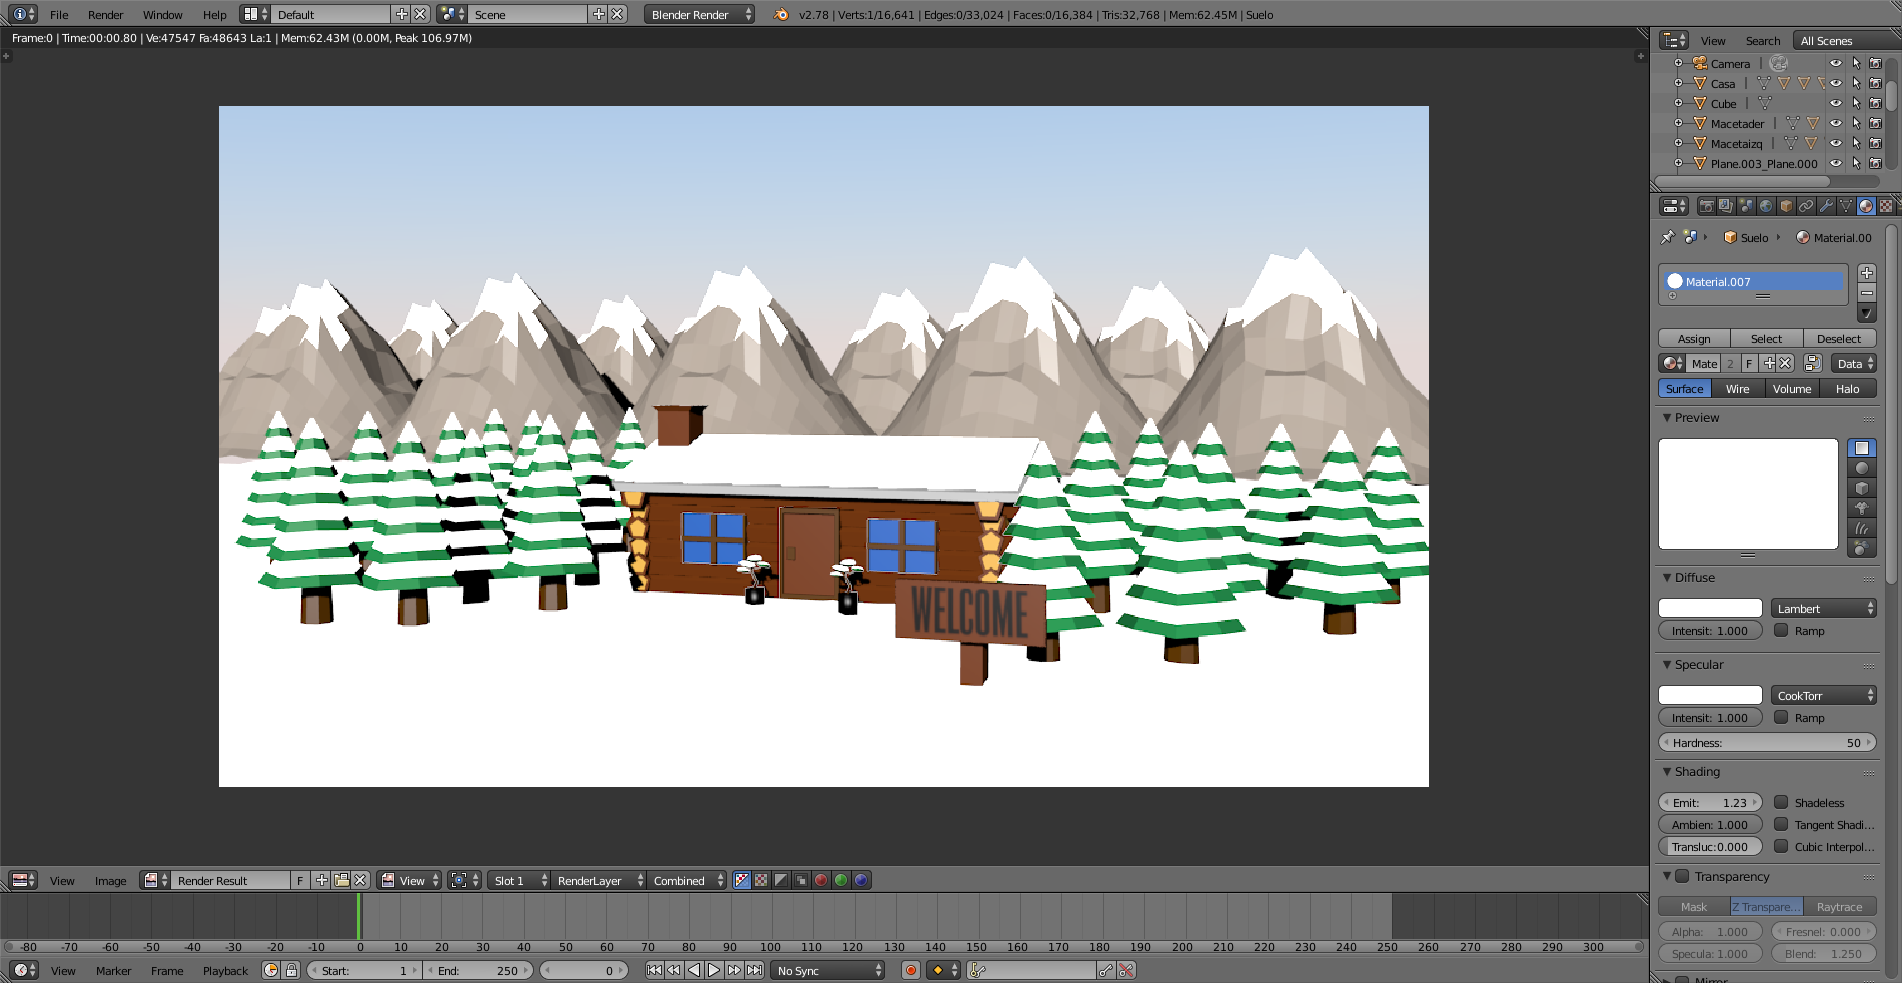 File Render Window Help Default Scene Blender Render v2.78 | Verts:1/16,641 | Edges:0/33,024 | Faces:0/16,384 | Tris:32,768 | Mem:62.45M | Suelo
Frame:0 | Time:00:00.80 | Ve:47547 Fa:48643 La:1 | Mem:62.43M (0.00M, Peak 106.97M)
View Search All Scenes
Camera
Casa
Cube
Macetader
Macetaizq
Plane.003_Plane.000
Suelo Material.00
Material.007
Assign Select Deselect
Mate 2 F Data
Surface Wire Volume Halo
Preview
Diffuse
Lambert
Intensit: 1.000 Ramp
Specular
CookTorr
Intensit: 1.000 Ramp
Hardness: 50
Shading
Emit: 1.23 Shadeless
Ambien: 1.000 Tangent Shadi...
Transluc:0.000 Cubic Interpol...
Transparency
Mask Z Transpare... Raytrace
Alpha: 1.000 Fresnel: 0.000
Specula: 1.000 Blend: 1.250
Mirror
WELCOME
View Image Render Result F View Slot 1 RenderLayer Combined
-80 -70 -60 -50 -40 -30 -20 -10 0 10 20 30 40 50 60 70 80 90 100 110 120 130 140 150 160 170 180 190 200 210 220 230 240 250 260 270 280 290 300
View Marker Frame Playback Start: 1 End: 250 0 No Sync